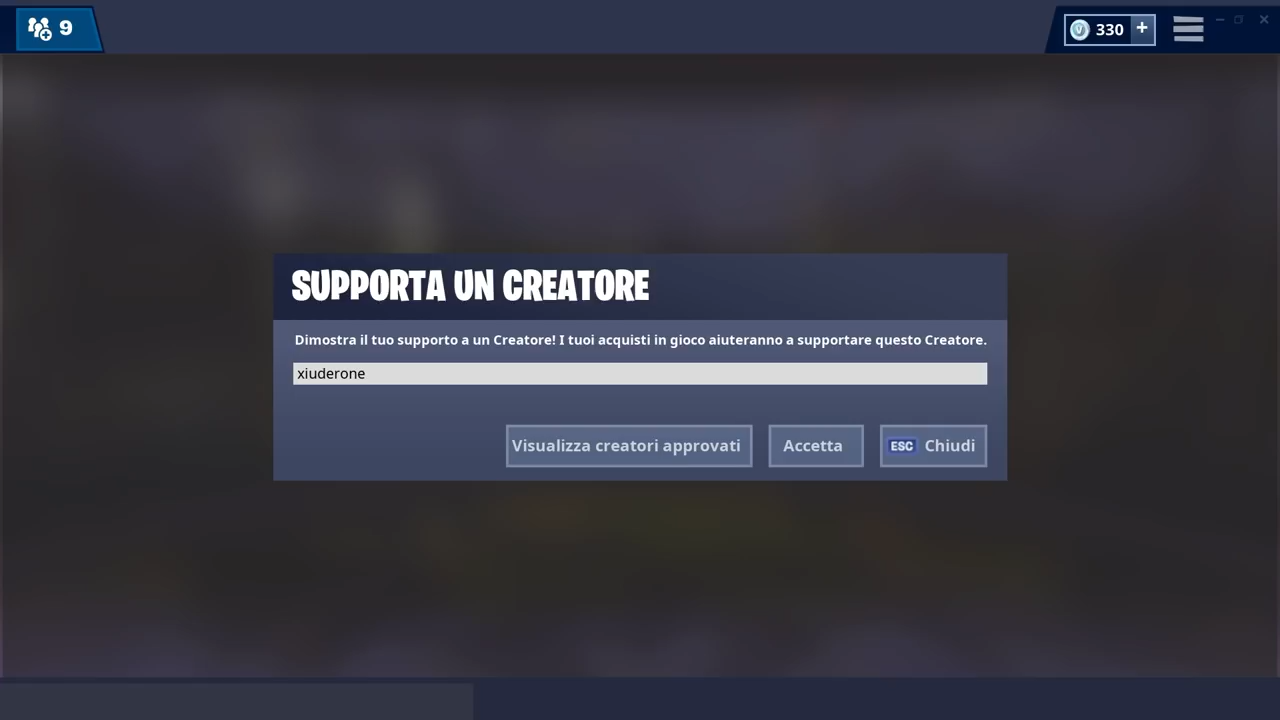 9
330 +
SUPPORTA UN CREATORE
Dimostra il tuo supporto a un Creatore! I tuoi acquisti in gioco aiuteranno a supportare questo Creatore.
xiuderone
Visualizza creatori approvati Accetta ESC Chiudi